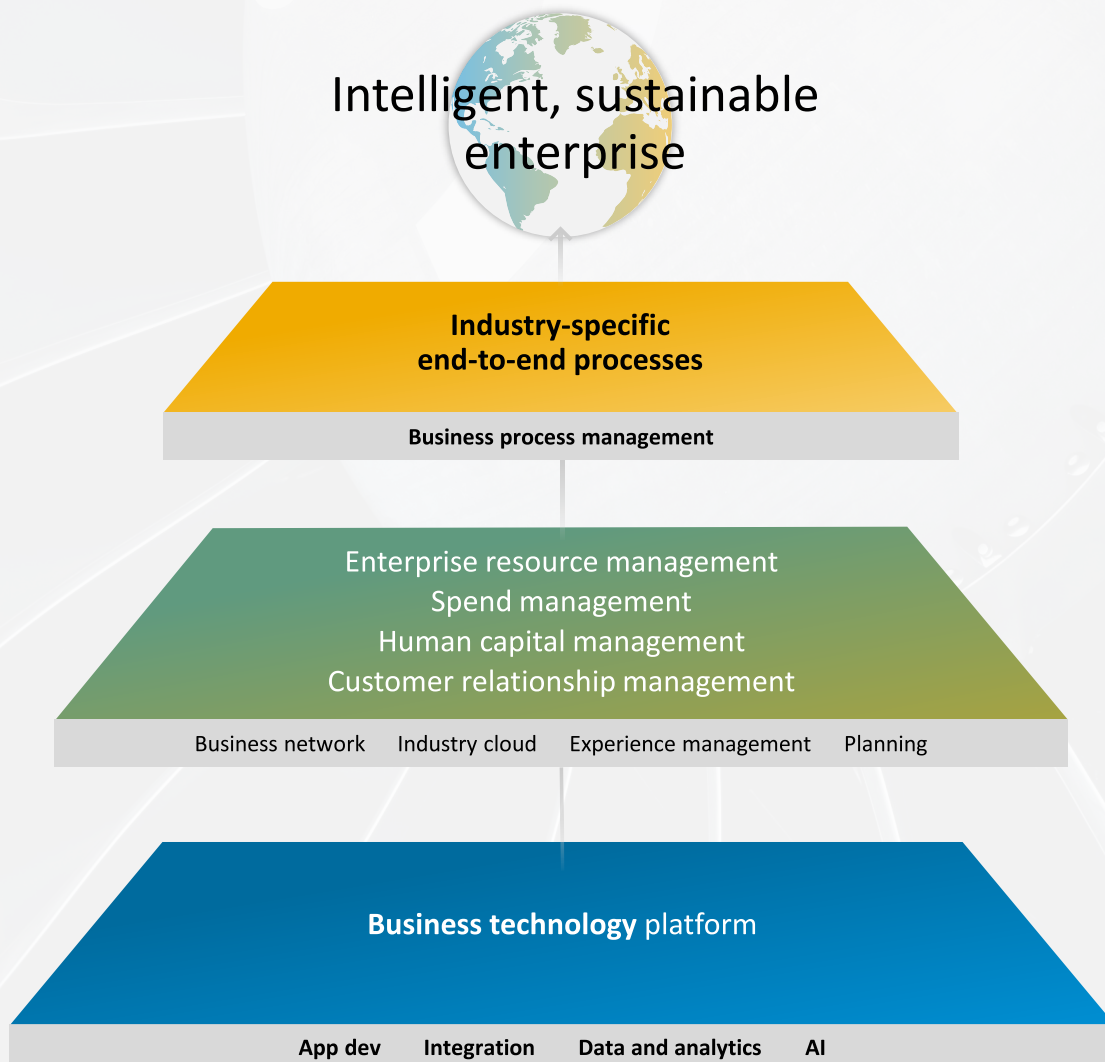 Intelligent, sustainable
enterprise
Industry-specific
end-to-end processes
Business process management
Enterprise resource management
Spend management
Human capital management
Customer relationship management
Business network Industry cloud Experience management Planning
Business technology platform
App dev Integration Data and analytics AI